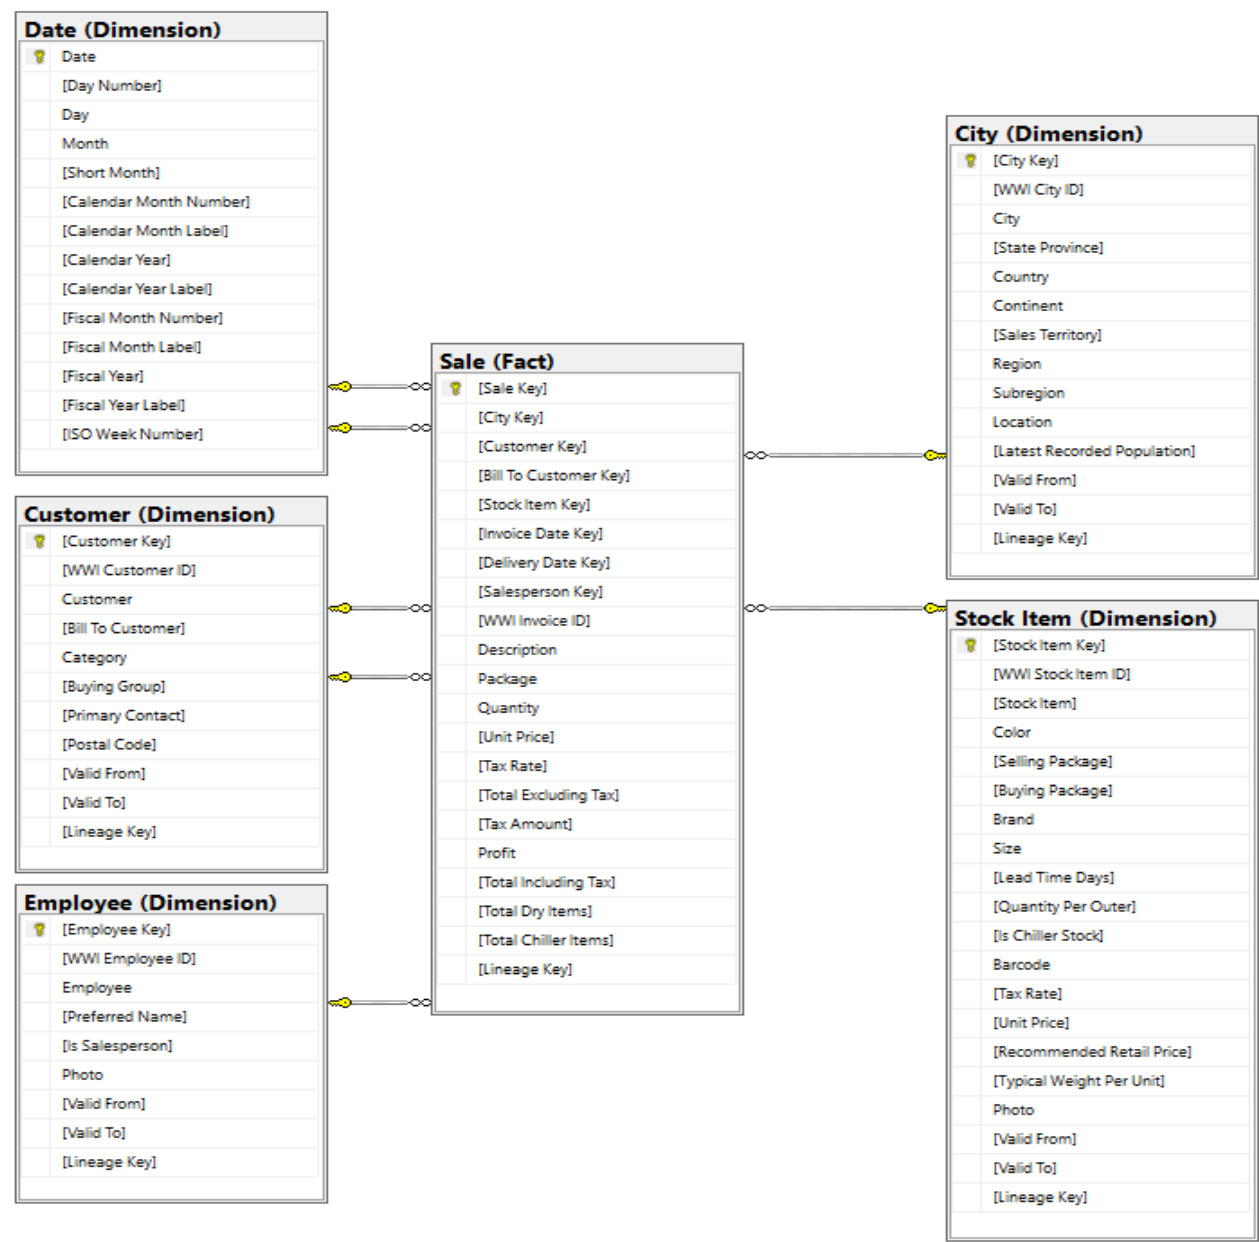 Date (Dimension)
Date
[Day Number]
Day
Month
[Short Month]
[Calendar Month Number]
[Calendar Month Label]
[Calendar Year]
[Calendar Year Label]
[Fiscal Month Number]
[Fiscal Month Label]
[Fiscal Year]
[Fiscal Year Label]
[ISO Week Number]
Customer (Dimension)
[Customer Key]
[WWI Customer ID]
Customer
[Bill To Customer]
Category
[Buying Group]
[Primary Contact]
[Postal Code]
[Valid From]
[Valid To]
[Lineage Key]
Employee (Dimension)
[Employee Key]
[WWI Employee ID]
Employee
[Preferred Name]
[Is Salesperson]
Photo
[Valid From]
[Valid To]
[Lineage Key]
Sale (Fact)
[Sale Key]
[City Key]
[Customer Key]
[Bill To Customer Key]
[Stock Item Key]
[Invoice Date Key]
[Delivery Date Key]
[Salesperson Key]
[WWI Invoice ID]
Description
Package
Quantity
[Unit Price]
[Tax Rate]
[Total Excluding Tax]
[Tax Amount]
Profit
[Total Including Tax]
[Total Dry Items]
[Total Chiller Items]
[Lineage Key]
City (Dimension)
[City Key]
[WWI City ID]
City
[State Province]
Country
Continent
[Sales Territory]
Region
Subregion
Location
[Latest Recorded Population]
[Valid From]
[Valid To]
[Lineage Key]
Stock Item (Dimension)
[Stock Item Key]
[WWI Stock Item ID]
[Stock Item]
Color
[Selling Package]
[Buying Package]
Brand
Size
[Lead Time Days]
[Quantity Per Outer]
[Is Chiller Stock]
Barcode
[Tax Rate]
[Unit Price]
[Recommended Retail Price]
[Typical Weight Per Unit]
Photo
[Valid From]
[Valid To]
[Lineage Key]